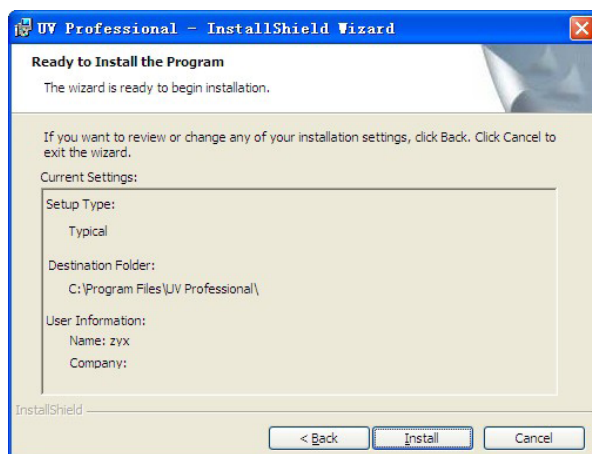 UV Professional - InstallShield Wizard
Ready to Install the Program
The wizard is ready to begin installation.
If you want to review or change any of your installation settings, click Back. Click Cancel to
exit the wizard.
Current Settings:
Setup Type:
Typical
Destination Folder:
C:\Program Files\UV Professional\
User Information:
Name: zyx
Company:
InstallShield
< Back
Install
Cancel